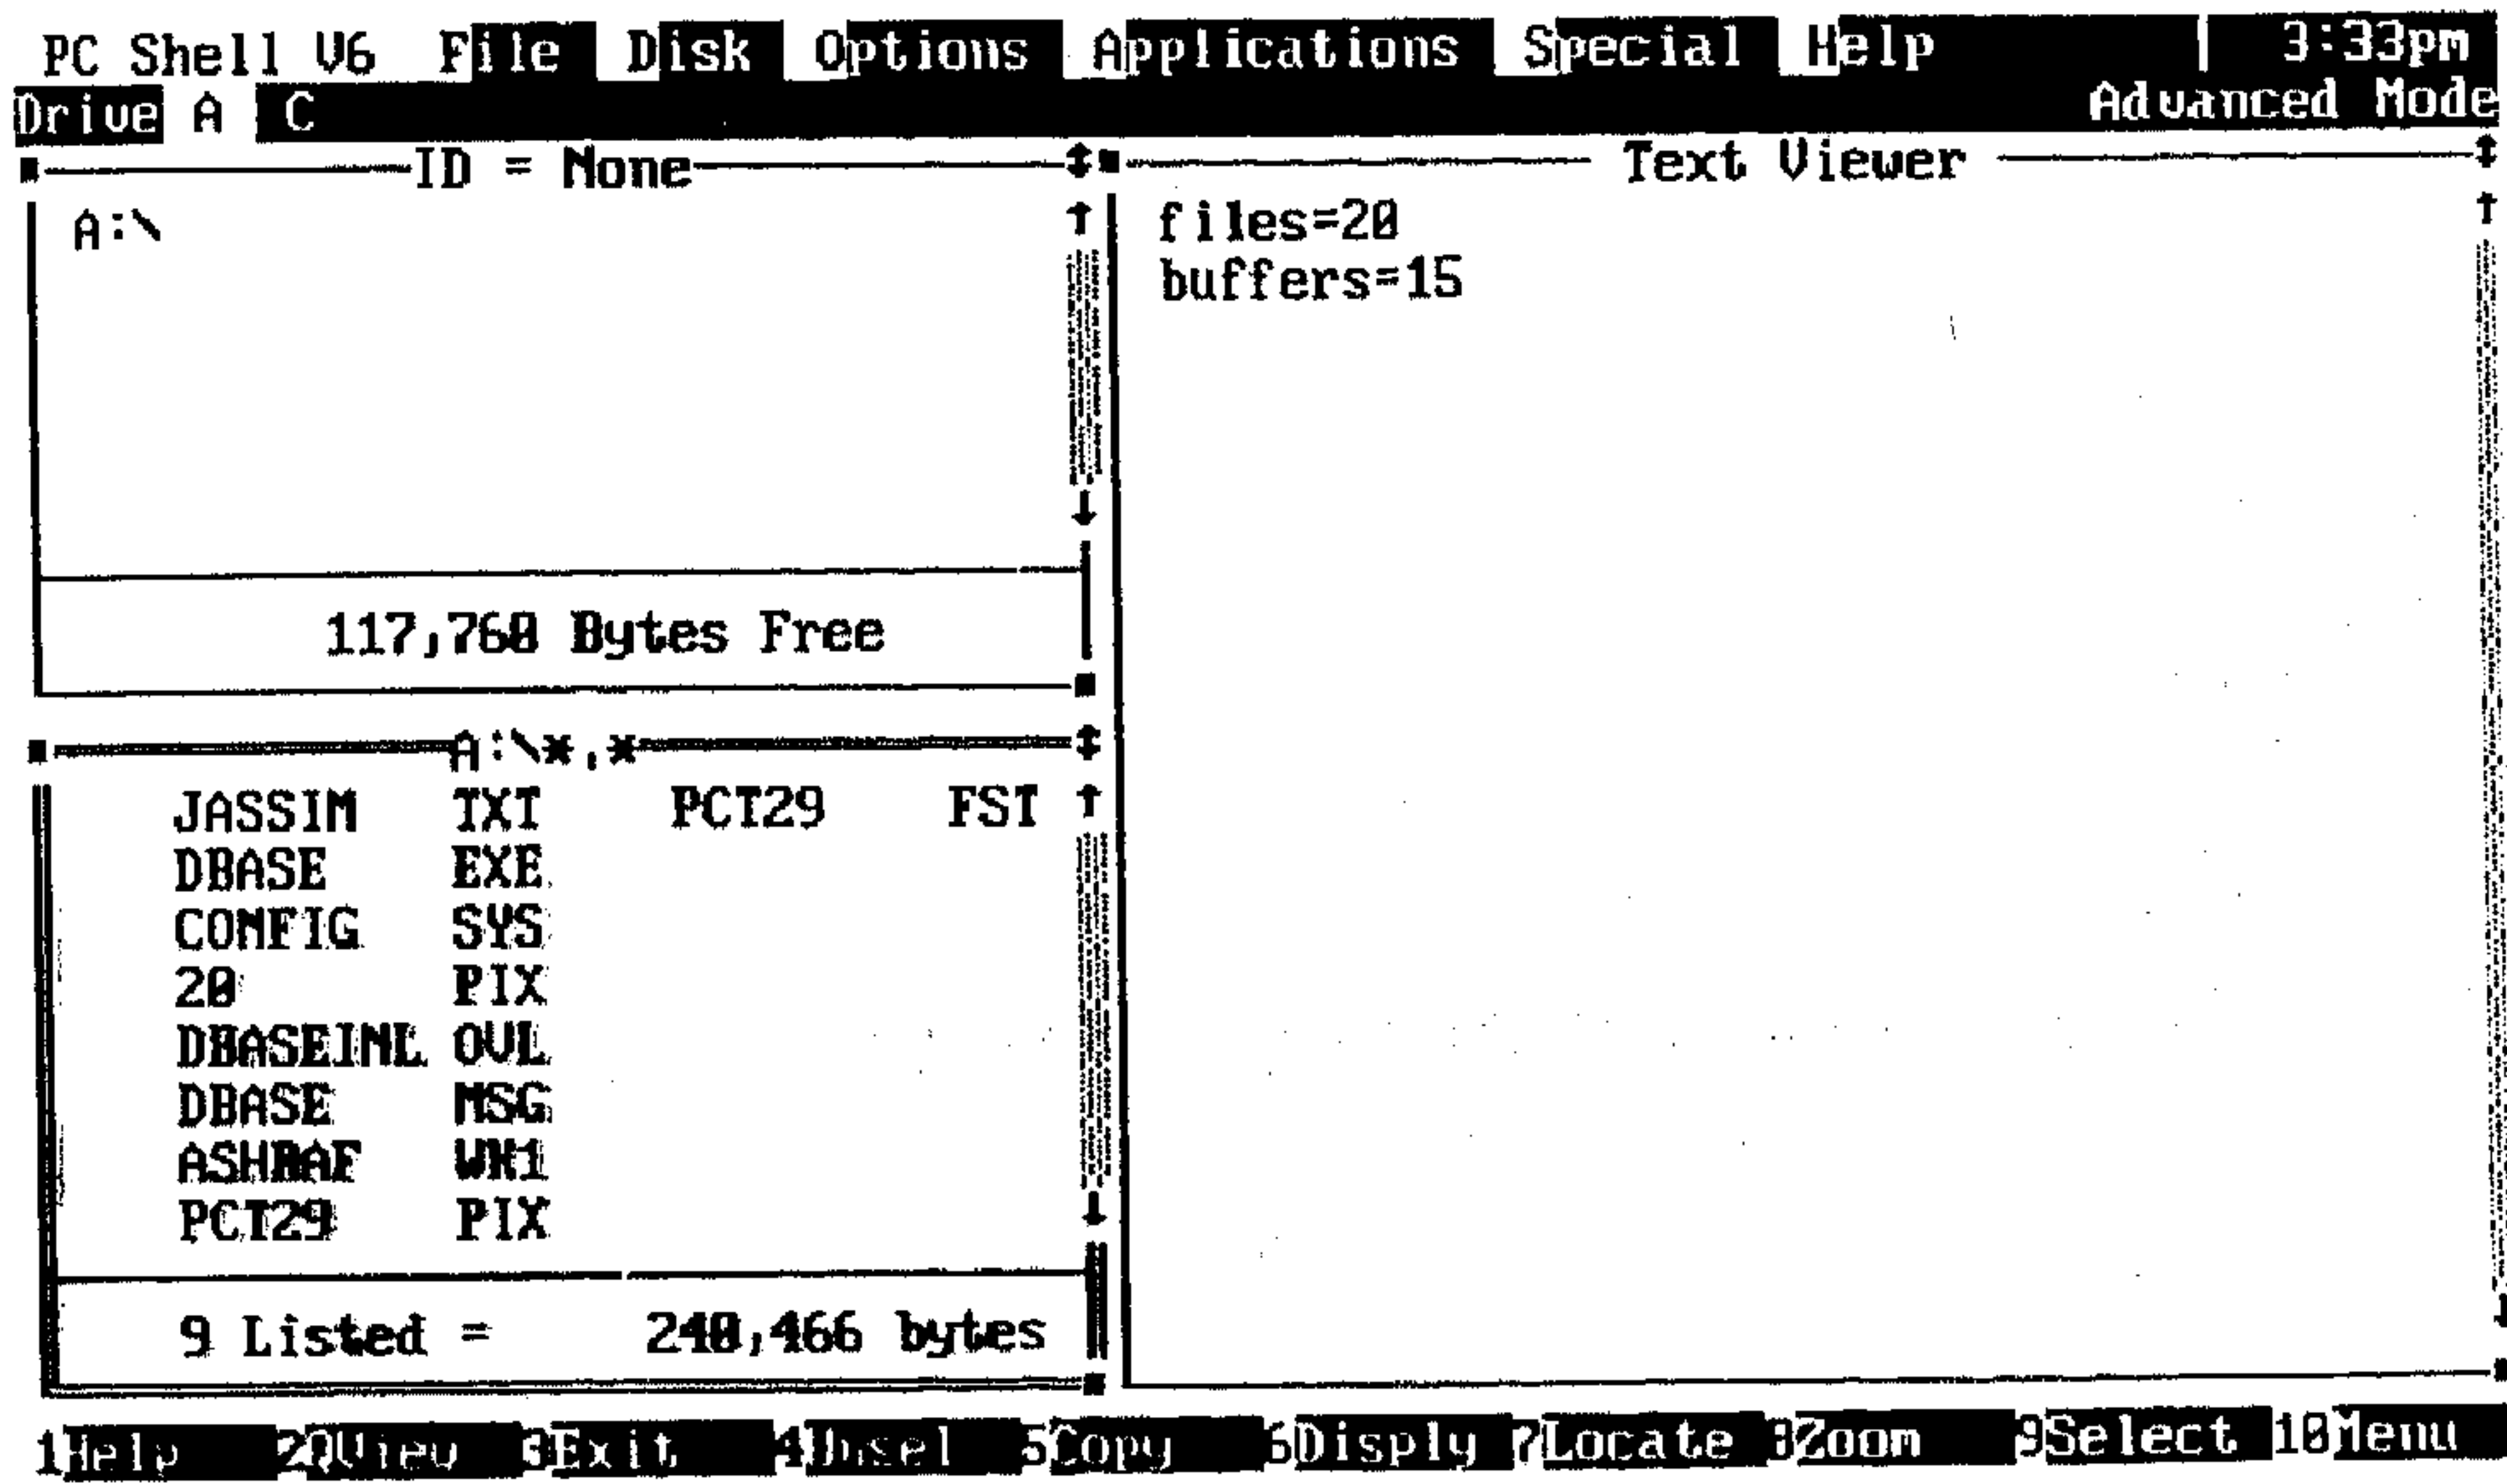 PC Shell V6 File Disk Options Applications Special Help 3:33pm
Drive A C Advanced Mode
ID = None
A:\
117,760 Bytes Free
A:\*.*
JASSIM TXT PCT29 FST
DBASE EXE
CONFIG SYS
20 PIX
DBASEINL OVL
DBASE MSG
ASHRAF WK1
PCT29 PIX
9 Listed = 240,466 bytes
Text Viewer
files=20
buffers=15
1Help 2QView 3Exit 4Unsel 5Copy 6Disply 7Locate 8Zoom 9Select 10Menu